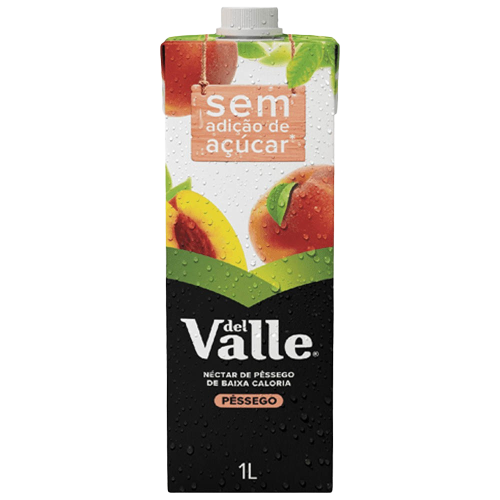 sem
adição de
açúcar*
del
Valle®
NÉCTAR DE PÊSSEGO
DE BAIXA CALORIA
PÊSSEGO
1L